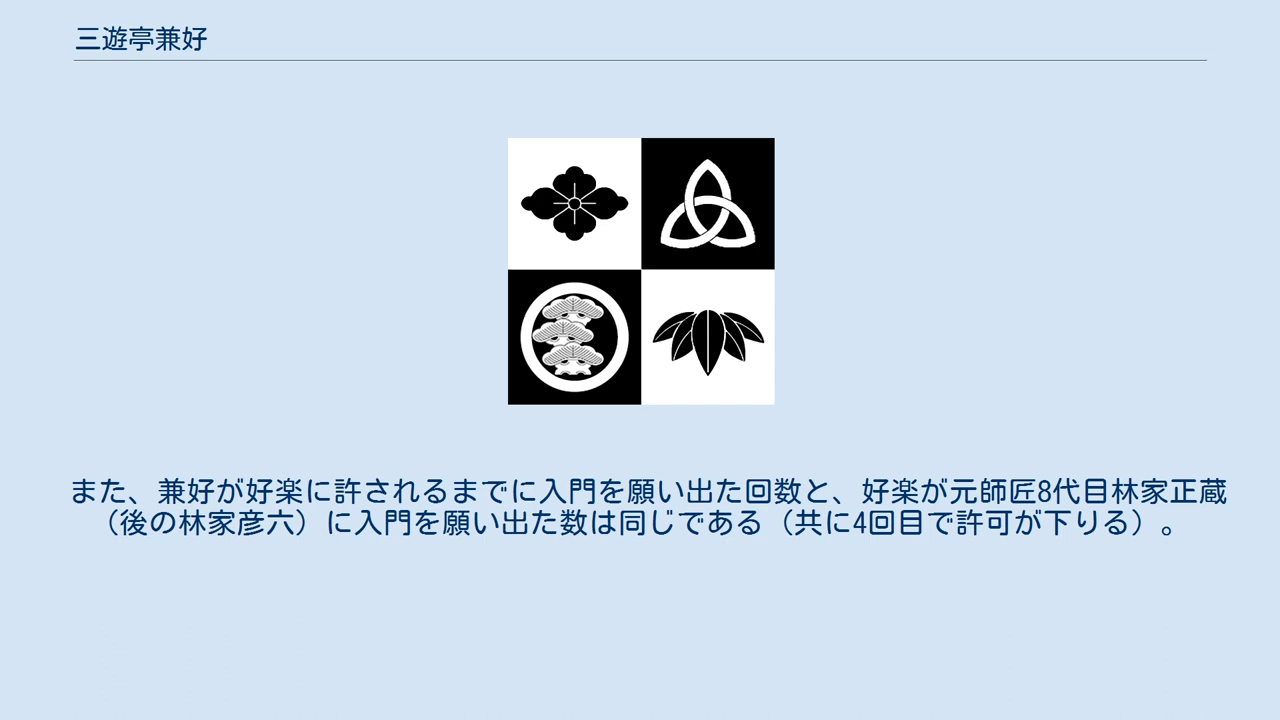 三遊亭兼好
また、兼好が好楽に許されるまでに入門を願い出た回数と、好楽が元師匠8代目林家正蔵
（後の林家彦六）に入門を願い出た数は同じである（共に4回目で許可が下りる）。